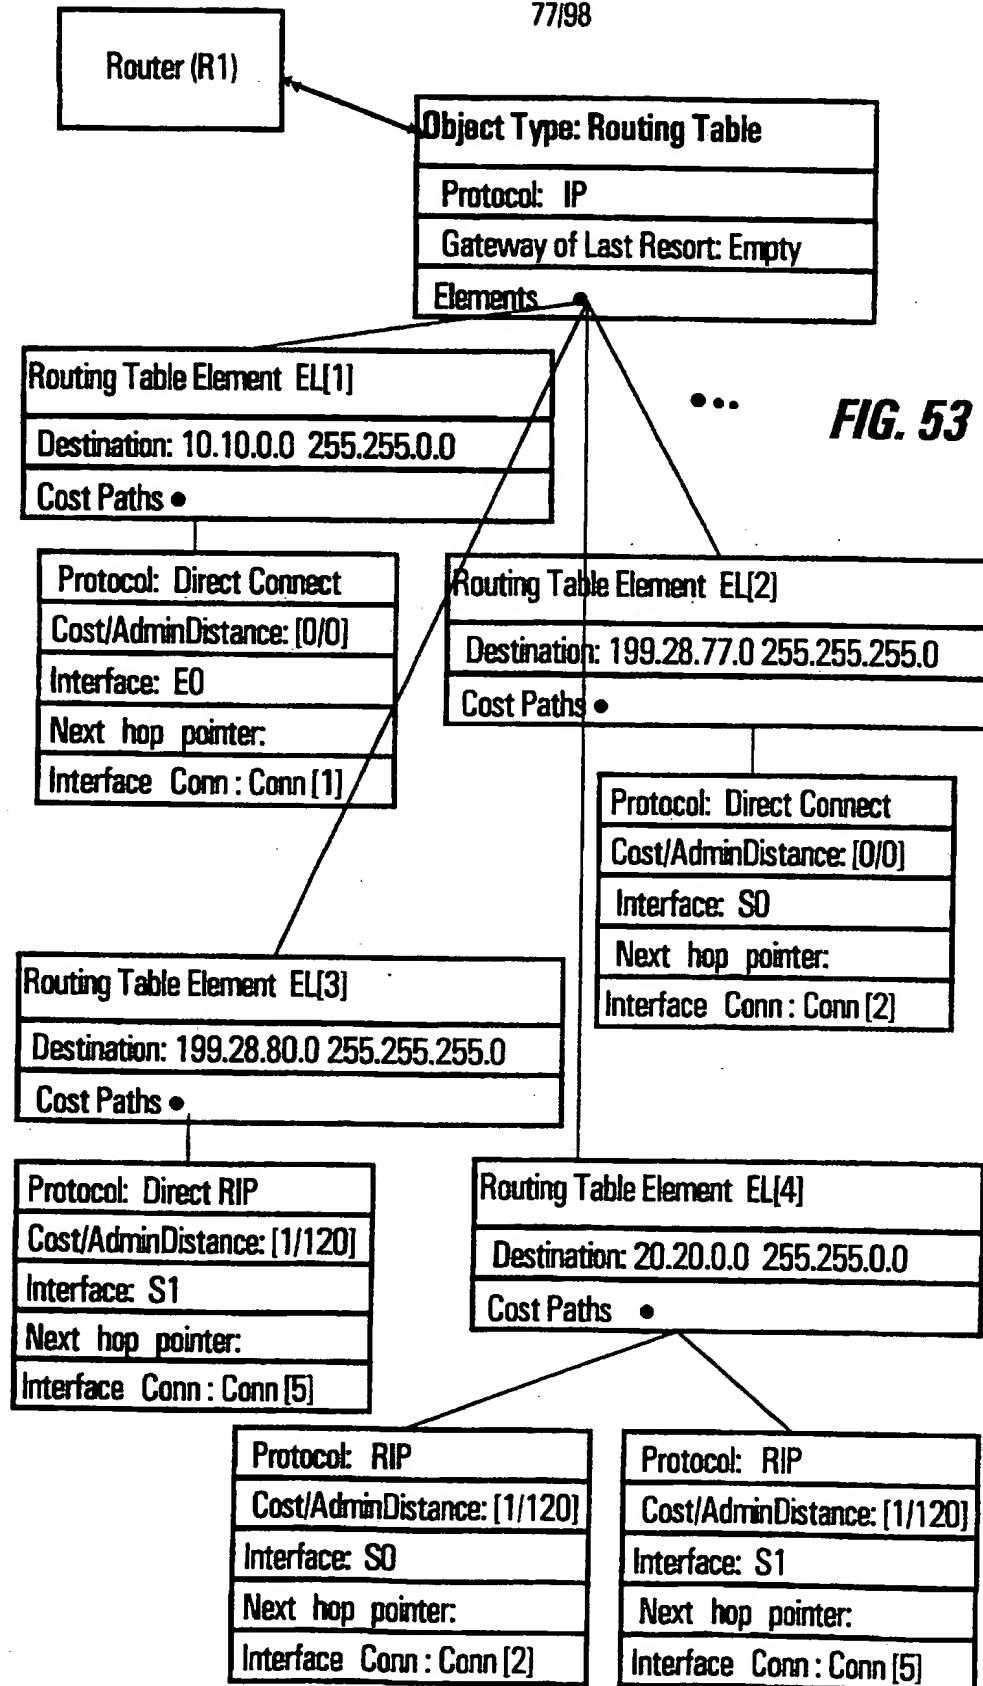 77/98
Router (R1)
Object Type: Routing Table
Protocol: IP
Gateway of Last Resort: Empty
Elements
Routing Table Element EL[1]
Destination: 10.10.0.0 255.255.0.0
Cost Paths
FIG. 53
Protocol: Direct Connect
Cost/AdminDistance: [0/0]
Interface: E0
Next hop pointer:
Interface Conn : Conn [1]
Routing Table Element EL[2]
Destination: 199.28.77.0 255.255.255.0
Cost Paths
Protocol: Direct Connect
Cost/AdminDistance: [0/0]
Interface: S0
Next hop pointer:
Interface Conn : Conn [2]
Routing Table Element EL[3]
Destination: 199.28.80.0 255.255.255.0
Cost Paths
Protocol: Direct RIP
Cost/AdminDistance: [1/120]
Interface: S1
Next hop pointer:
Interface Conn : Conn [5]
Routing Table Element EL[4]
Destination: 20.20.0.0 255.255.0.0
Cost Paths
Protocol: RIP
Cost/AdminDistance: [1/120]
Interface: S0
Next hop pointer:
Interface Conn : Conn [2]
Protocol: RIP
Cost/AdminDistance: [1/120]
Interface: S1
Next hop pointer:
Interface Conn : Conn [5]